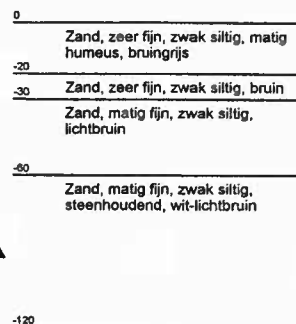 0
Zand, zeer fijn, zwak siltig, matig
humeus, bruingrijs
-20
Zand, zeer fijn, zwak siltig, bruin
-30
Zand, matig fijn, zwak siltig,
lichtbruin
-60
Zand, matig fijn, zwak siltig,
steenhoudend, wit-lichtbruin
-120